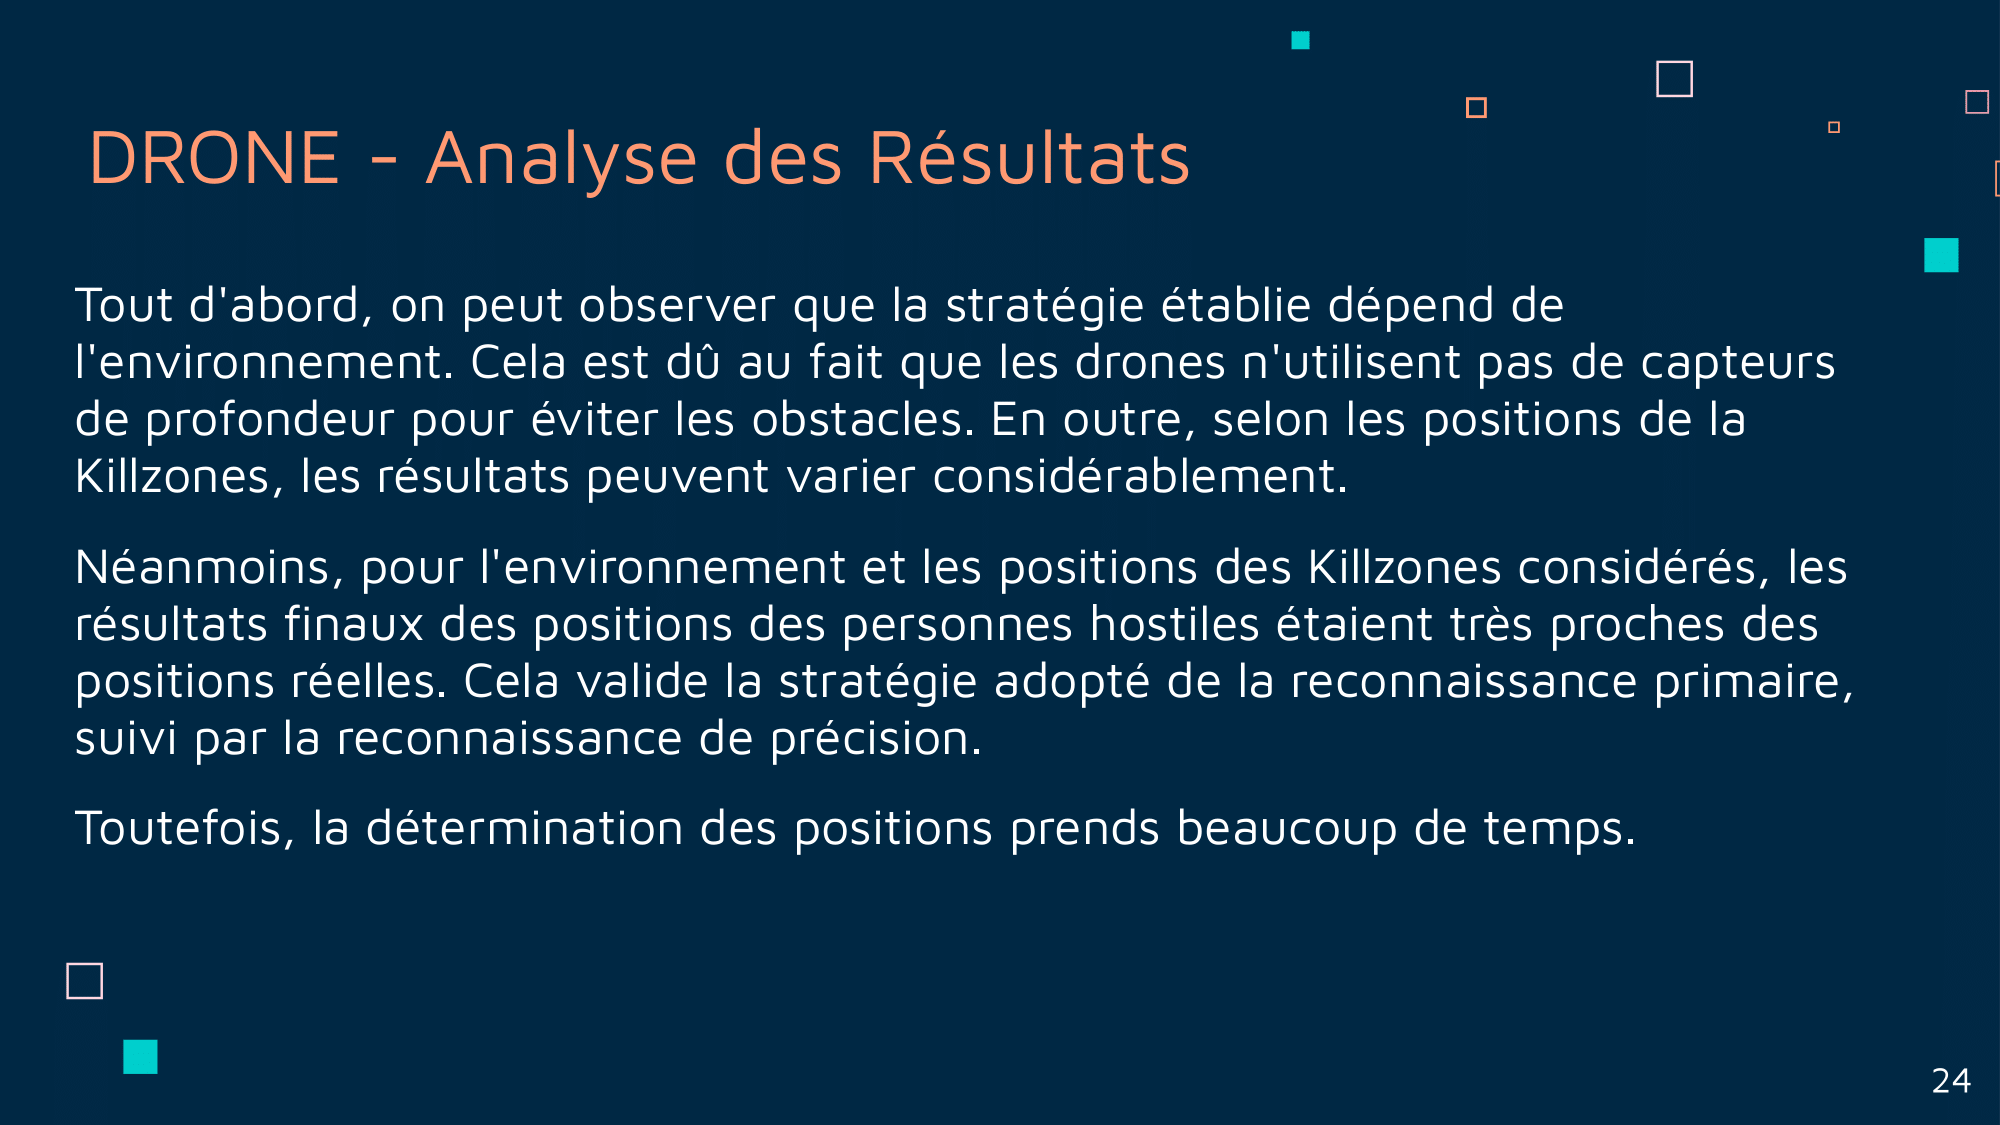 DRONE - Analyse des Résultats
Tout d'abord, on peut observer que la stratégie établie dépend de
l'environnement. Cela est dû au fait que les drones n'utilisent pas de capteurs
de profondeur pour éviter les obstacles. En outre, selon les positions de la
Killzones, les résultats peuvent varier considérablement.
Néanmoins, pour l'environnement et les positions des Killzones considérés, les
résultats finaux des positions des personnes hostiles étaient très proches des
positions réelles. Cela valide la stratégie adopté de la reconnaissance primaire,
suivi par la reconnaissance de précision.
Toutefois, la détermination des positions prends beaucoup de temps.
24